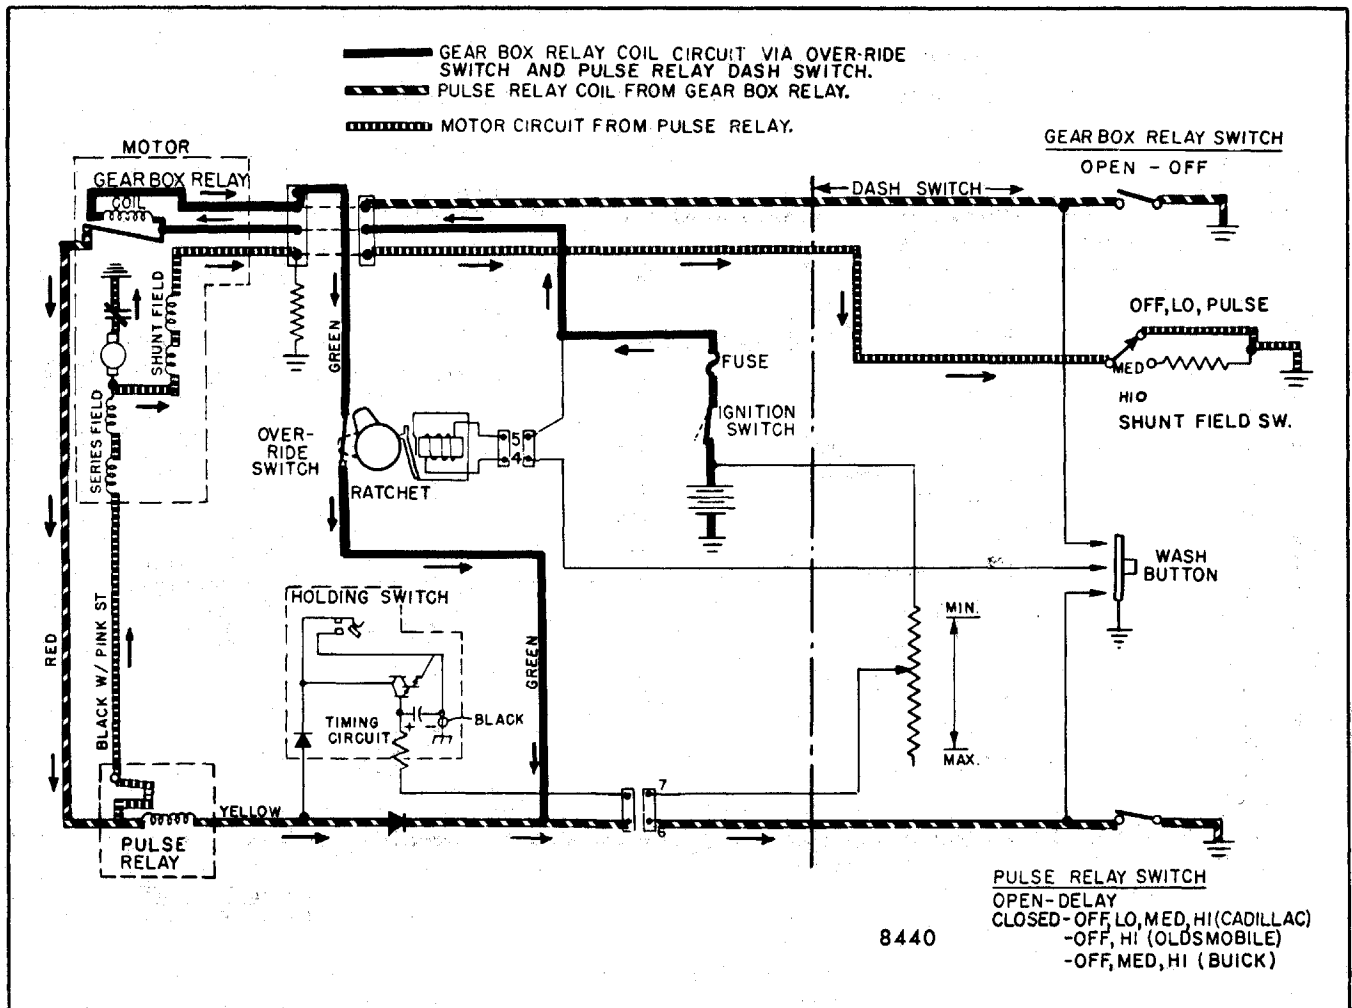 GEAR BOX RELAY COIL CIRCUIT VIA OVER-RIDE
SWITCH AND PULSE RELAY DASH SWITCH.
PULSE RELAY COIL FROM GEAR BOX RELAY.
MOTOR CIRCUIT FROM PULSE RELAY.
GEAR BOX RELAY SWITCH
OPEN - OFF
MOTOR
GEAR BOX RELAY
COIL
DASH SWITCH
SHUNT FIELD
SERIES FIELD
GREEN
OFF, LO, PULSE
MED
HI
SHUNT FIELD SW.
FUSE
IGNITION
SWITCH
OVER-
RIDE
SWITCH
RATCHET
5
4
WASH
BUTTON
HOLDING SWITCH
MIN.
MAX.
RED
BLACK W/ PINK ST
GREEN
TIMING
CIRCUIT
+ -
BLACK
YELLOW
7
6
PULSE
RELAY
PULSE RELAY SWITCH
OPEN-DELAY
CLOSED-OFF, LO, MED, HI (CADILLAC)
-OFF, HI (OLDSMOBILE)
-OFF, MED, HI (BUICK)
8440